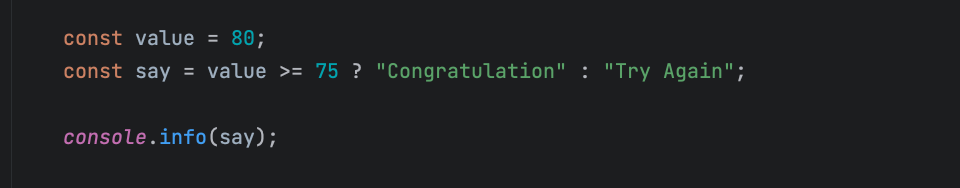 const value = 80;
const say = value >= 75 ? "Congratulation" : "Try Again";
console.info(say);